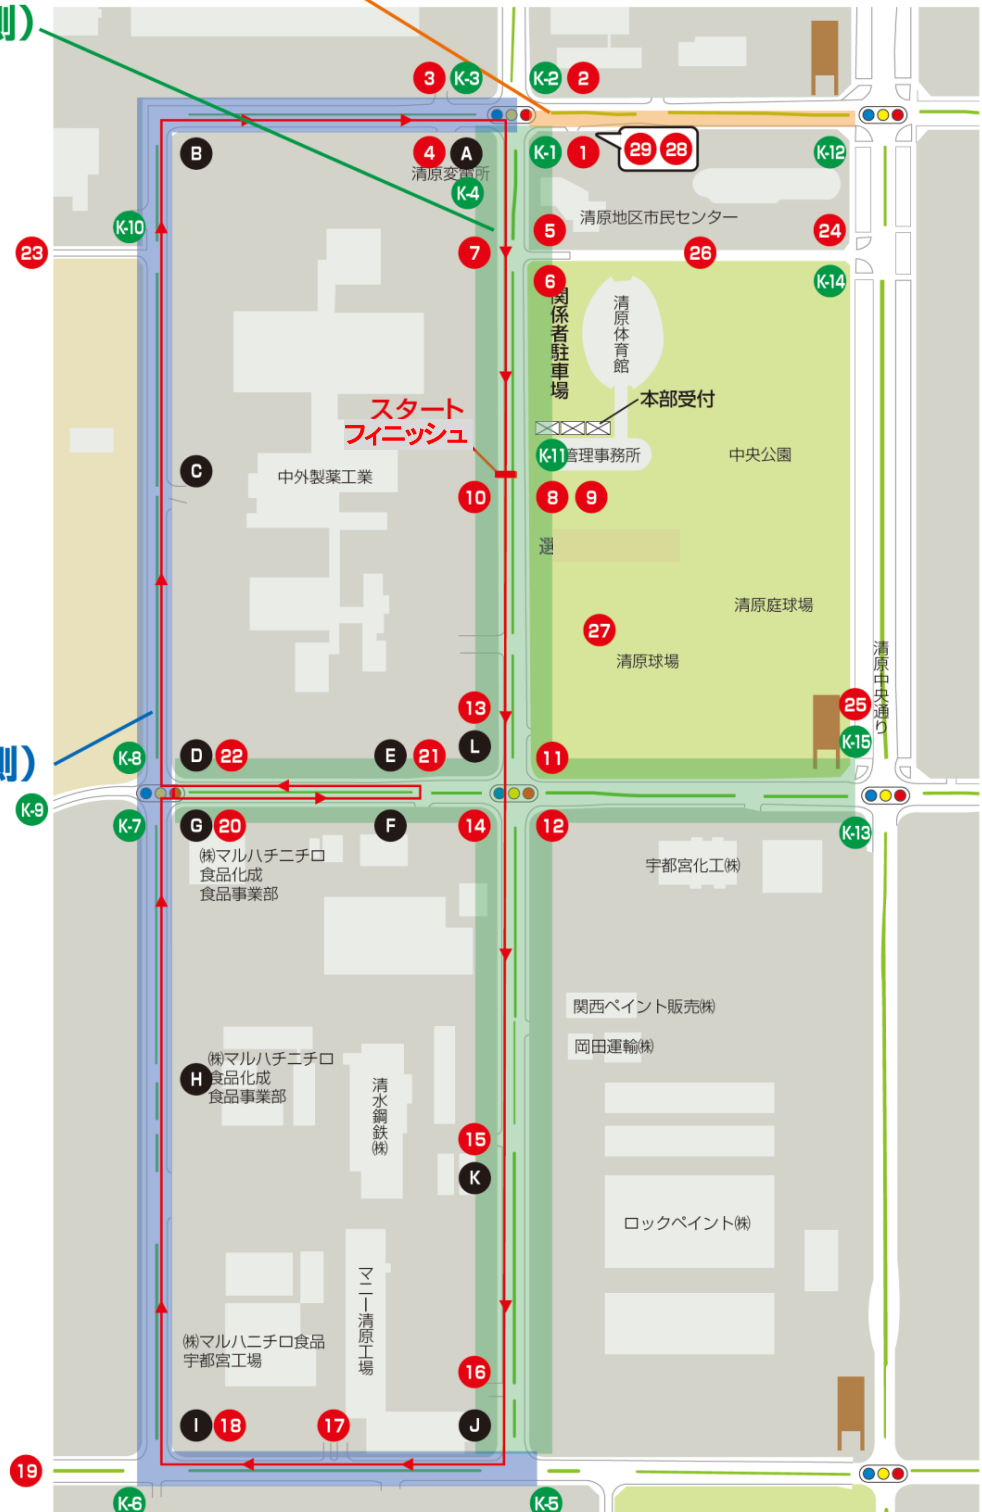 側）
3 K-3 K-2 2
B 4 A K-1 1 29 28 K-12
清原変電所
K-4
K-10 5 清原地区市民センター 24
23 7 26
6 K-14
関係者駐車場
清原体育館
スタート
フィニッシュ
本部受付
C 中外製薬工業 K-11 管理事務所 中央公園
10 8 9
選
清原庭球場
27
清原球場
清原中央通り
13 25
L K-15
側）
K-8 D 22 E 21 11
K-9
K-7 G 20 F 14 12 K-13
㈱マルハチニチロ
食品化成
食品事業部
宇都宮化工㈱
関西ペイント販売㈱
岡田運輸㈱
H ㈱マルハチニチロ
食品化成
食品事業部
清水鋼鉄㈱
15
K
ロックペイント㈱
マニー清原工場
㈱マルハニチロ食品
宇都宮工場
16
I 18 17 J
19
K-6 K-5